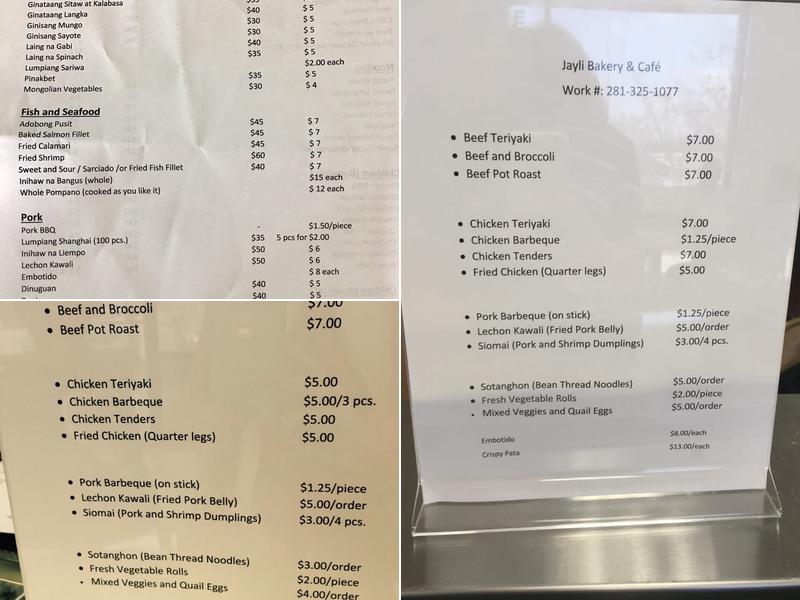 Ginataang Sitaw at Kalabasa $35
Ginataang Langka $40 $ 5
Ginisang Mungo $30 $ 5
Ginisang Sayote $30 $ 5
Laing na Gabi $40 $ 5
Laing na Spinach $35 $ 5
Lumpiang Sariwa $2.00 each
Pinakbet $35 $ 5
Mongolian Vegetables $30 $ 4
Fish and Seafood
Adobong Pusit $45 $ 7
Baked Salmon Fillet $45 $ 7
Fried Calamari $45 $ 7
Fried Shrimp $60 $ 7
Sweet and Sour / Sarciado /or Fried Fish Fillet $40 $ 7
Inihaw na Bangus (whole) $15 each
Whole Pompano (cooked as you like it) $ 12 each
Pork
Pork BBQ - $1.50/piece
Lumpiang Shanghai (100 pcs.) $35 5 pcs for $2.00
Inihaw na Liempo $50 $ 6
Lechon Kawali $50 $ 6
Embotido $ 8 each
Dinuguan $40 $ 5
$40 $ 5
• Beef and Broccoli $7.00
• Beef Pot Roast $7.00
• Chicken Teriyaki $5.00
• Chicken Barbeque $5.00/3 pcs.
• Chicken Tenders $5.00
• Fried Chicken (Quarter legs) $5.00
• Pork Barbeque (on stick) $1.25/piece
• Lechon Kawali (Fried Pork Belly) $5.00/order
• Siomai (Pork and Shrimp Dumplings) $3.00/4 pcs.
• Sotanghon (Bean Thread Noodles) $3.00/order
• Fresh Vegetable Rolls $2.00/piece
• Mixed Veggies and Quail Eggs $4.00/order
Jayli Bakery & Café
Work #: 281-325-1077
• Beef Teriyaki $7.00
• Beef and Broccoli $7.00
• Beef Pot Roast $7.00
• Chicken Teriyaki $7.00
• Chicken Barbeque $1.25/piece
• Chicken Tenders $7.00
• Fried Chicken (Quarter legs) $5.00
• Pork Barbeque (on stick) $1.25/piece
• Lechon Kawali (Fried Pork Belly) $5.00/order
• Siomai (Pork and Shrimp Dumplings) $3.00/4 pcs.
• Sotanghon (Bean Thread Noodles) $5.00/order
• Fresh Vegetable Rolls $2.00/piece
• Mixed Veggies and Quail Eggs $5.00/order
Embotido $8.00/each
Crispy Pata $13.00/each